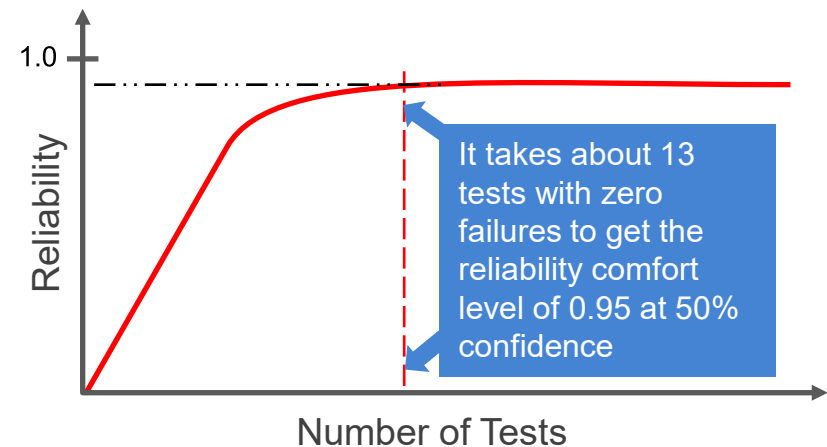 1.0
Reliability
It takes about 13
tests with zero
failures to get the
reliability comfort
level of 0.95 at 50%
confidence
Number of Tests